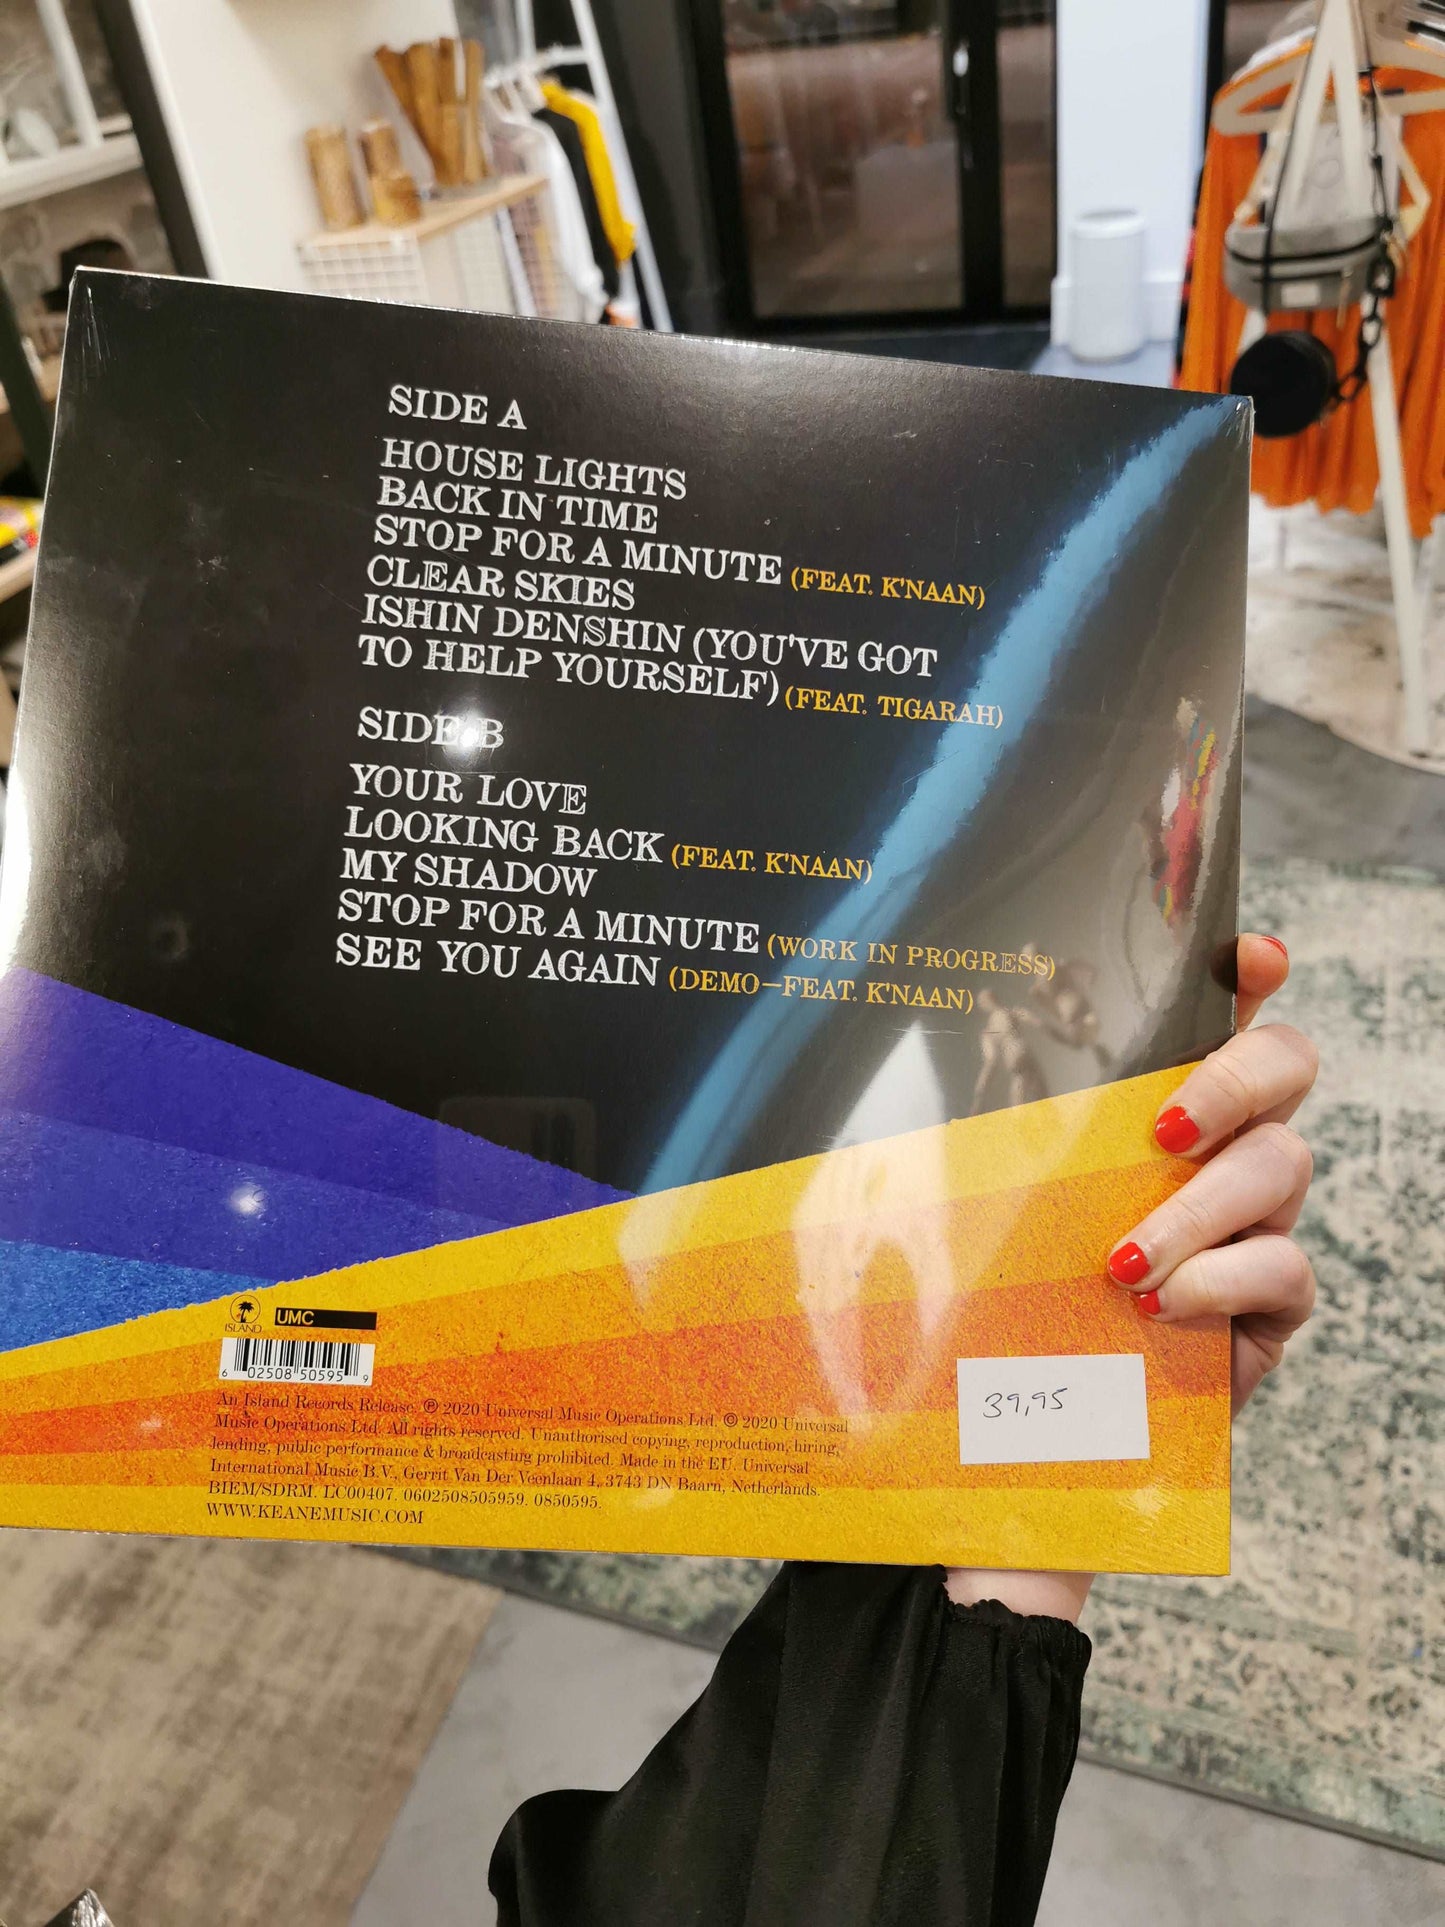 SIDE A
HOUSE LIGHTS
BACK IN TIME
STOP FOR A MINUTE (FEAT. K'NAAN)
CLEAR SKIES
ISHIN DENSHIN (YOU'VE GOT
TO HELP YOURSELF) (FEAT. TIGARAH)
SIDE B
YOUR LOVE
LOOKING BACK (FEAT. K'NAAN)
MY SHADOW
STOP FOR A MINUTE (WORK IN PROGRESS)
SEE YOU AGAIN (DEMO—FEAT. K'NAAN)
ISLAND
UMC
6 02508 50595 9
39,95
An Island Records Release. ℗ 2020 Universal Music Operations Ltd. © 2020 Universal
Music Operations Ltd. All rights reserved. Unauthorised copying, reproduction, hiring,
lending, public performance & broadcasting prohibited. Made in the EU. Universal
International Music B.V., Gerrit Van Der Veenlaan 4, 3743 DN Baarn, Netherlands.
BIEM/SDRM. LC00407. 0602508505959. 0850595.
WWW.KEANEMUSIC.COM